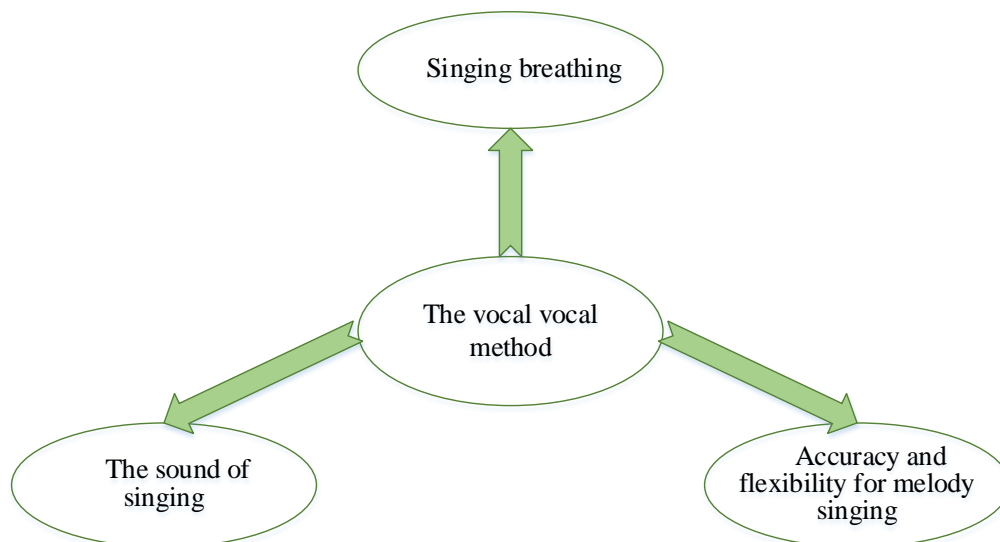 Singing breathing
The vocal vocal
method
The sound of
singing
Accuracy and
flexibility for melody
singing